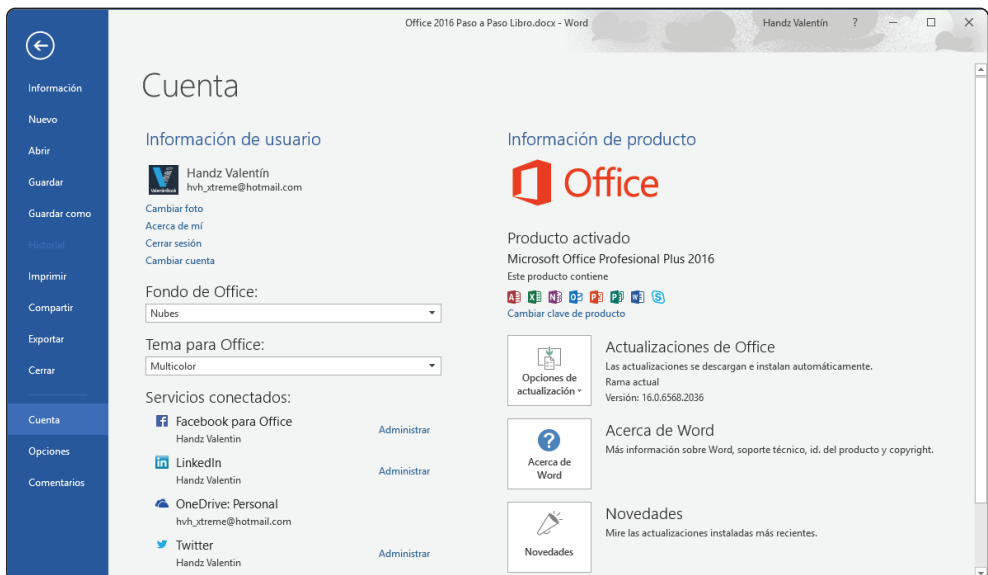 Office 2016 Paso a Paso Libro.docx - Word
Handz Valentín
?
Información
Nuevo
Abrir
Guardar
Guardar como
Historial
Imprimir
Compartir
Exportar
Cerrar
Cuenta
Opciones
Comentarios
Cuenta
Información de usuario
Handz Valentín
hvh_xtreme@hotmail.com
Cambiar foto
Acerca de mí
Cerrar sesión
Cambiar cuenta
Fondo de Office:
Nubes
Tema para Office:
Multicolor
Servicios conectados:
Facebook para Office
Handz Valentin
Administrar
LinkedIn
Handz Valentin
Administrar
OneDrive: Personal
hvh_xtreme@hotmail.com
Twitter
Handz Valentin
Administrar
Información de producto
Office
Producto activado
Microsoft Office Profesional Plus 2016
Este producto contiene
Cambiar clave de producto
Opciones de
actualización
Actualizaciones de Office
Las actualizaciones se descargan e instalan automáticamente.
Rama actual
Versión: 16.0.6568.2036
Acerca de
Word
Acerca de Word
Más información sobre Word, soporte técnico, id. del producto y copyright.
Novedades
Novedades
Mire las actualizaciones instaladas más recientes.